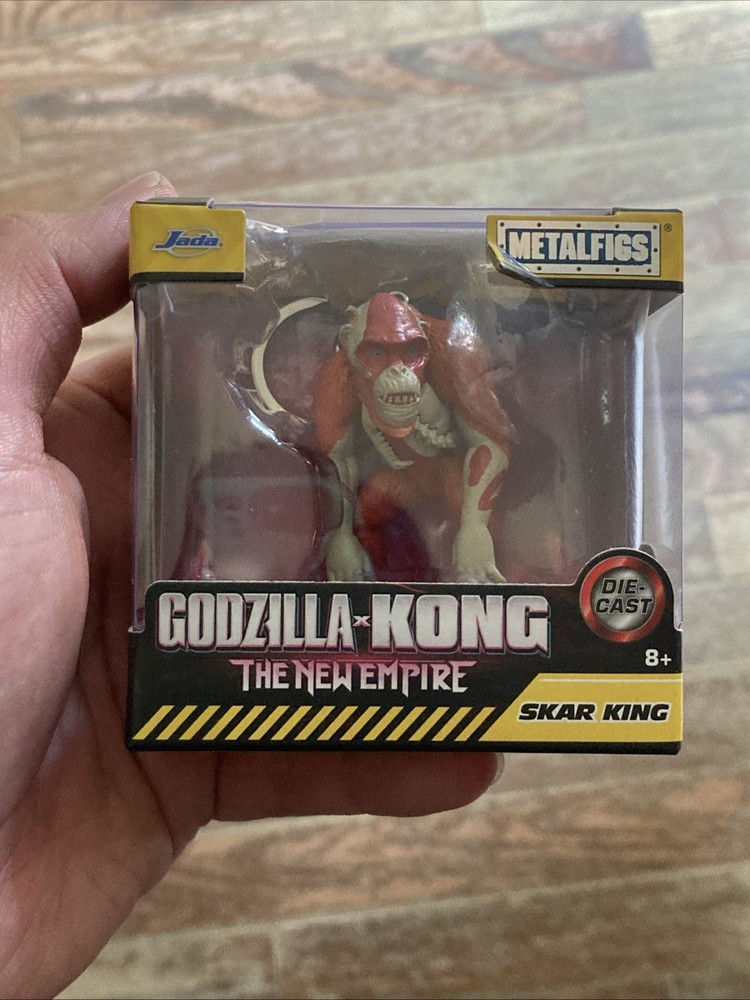 Jada.
METALFIGS®
GODZILLA x KONG
THE NEW EMPIRE
DIE-
CAST
8+
SKAR KING